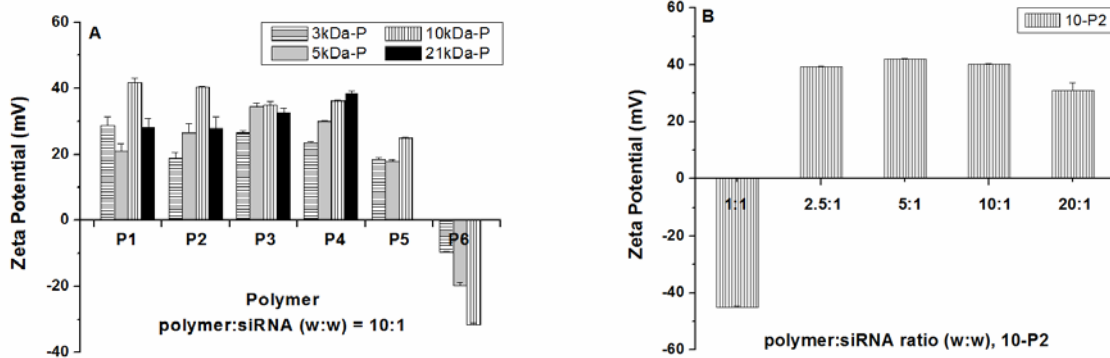 A
3kDa-P 10kDa-P
5kDa-P 21kDa-P
Zeta Potential (mV)
60
40
20
0
-20
-40
P1 P2 P3 P4 P5 P6
Polymer
polymer:siRNA (w:w) = 10:1
B
10-P2
Zeta Potential (mV)
60
40
20
0
-20
-40
-60
1:1 2.5:1 5:1 10:1 20:1
polymer:siRNA ratio (w:w), 10-P2